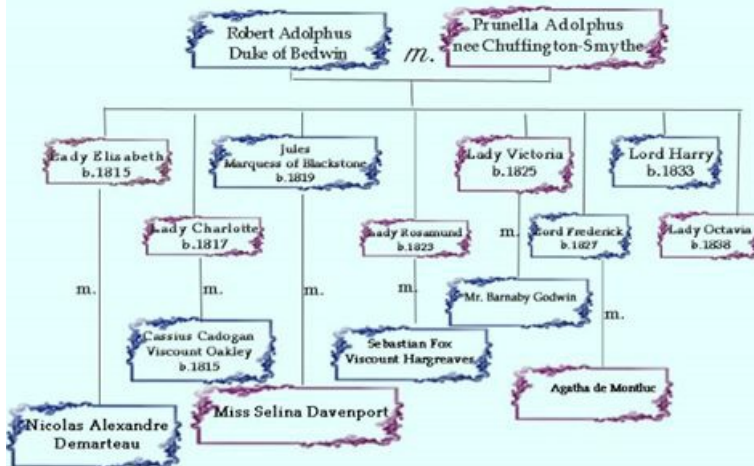 Robert Adolphus
Duke of Bedwin
m.
Prunella Adolphus
nee Chuffington-Smythe
Lady Elisabeth
b.1815
Jules
Marquess of Blackstone
b.1819
Lady Victoria
b.1825
Lord Harry
b.1833
Lady Charlotte
b.1817
Lady Rosamund
b.1823
Lord Frederick
b.1827
Lady Octavia
b.1838
m.
m.
m.
m.
m.
m.
Cassius Cadogan
Viscount Oakley
b.1815
Sebastian Fox
Viscount Hargreaves
Mr. Barnaby Godwin
Agatha de Montluc
Nicolas Alexandre
Demarteau
Miss Selina Davenport